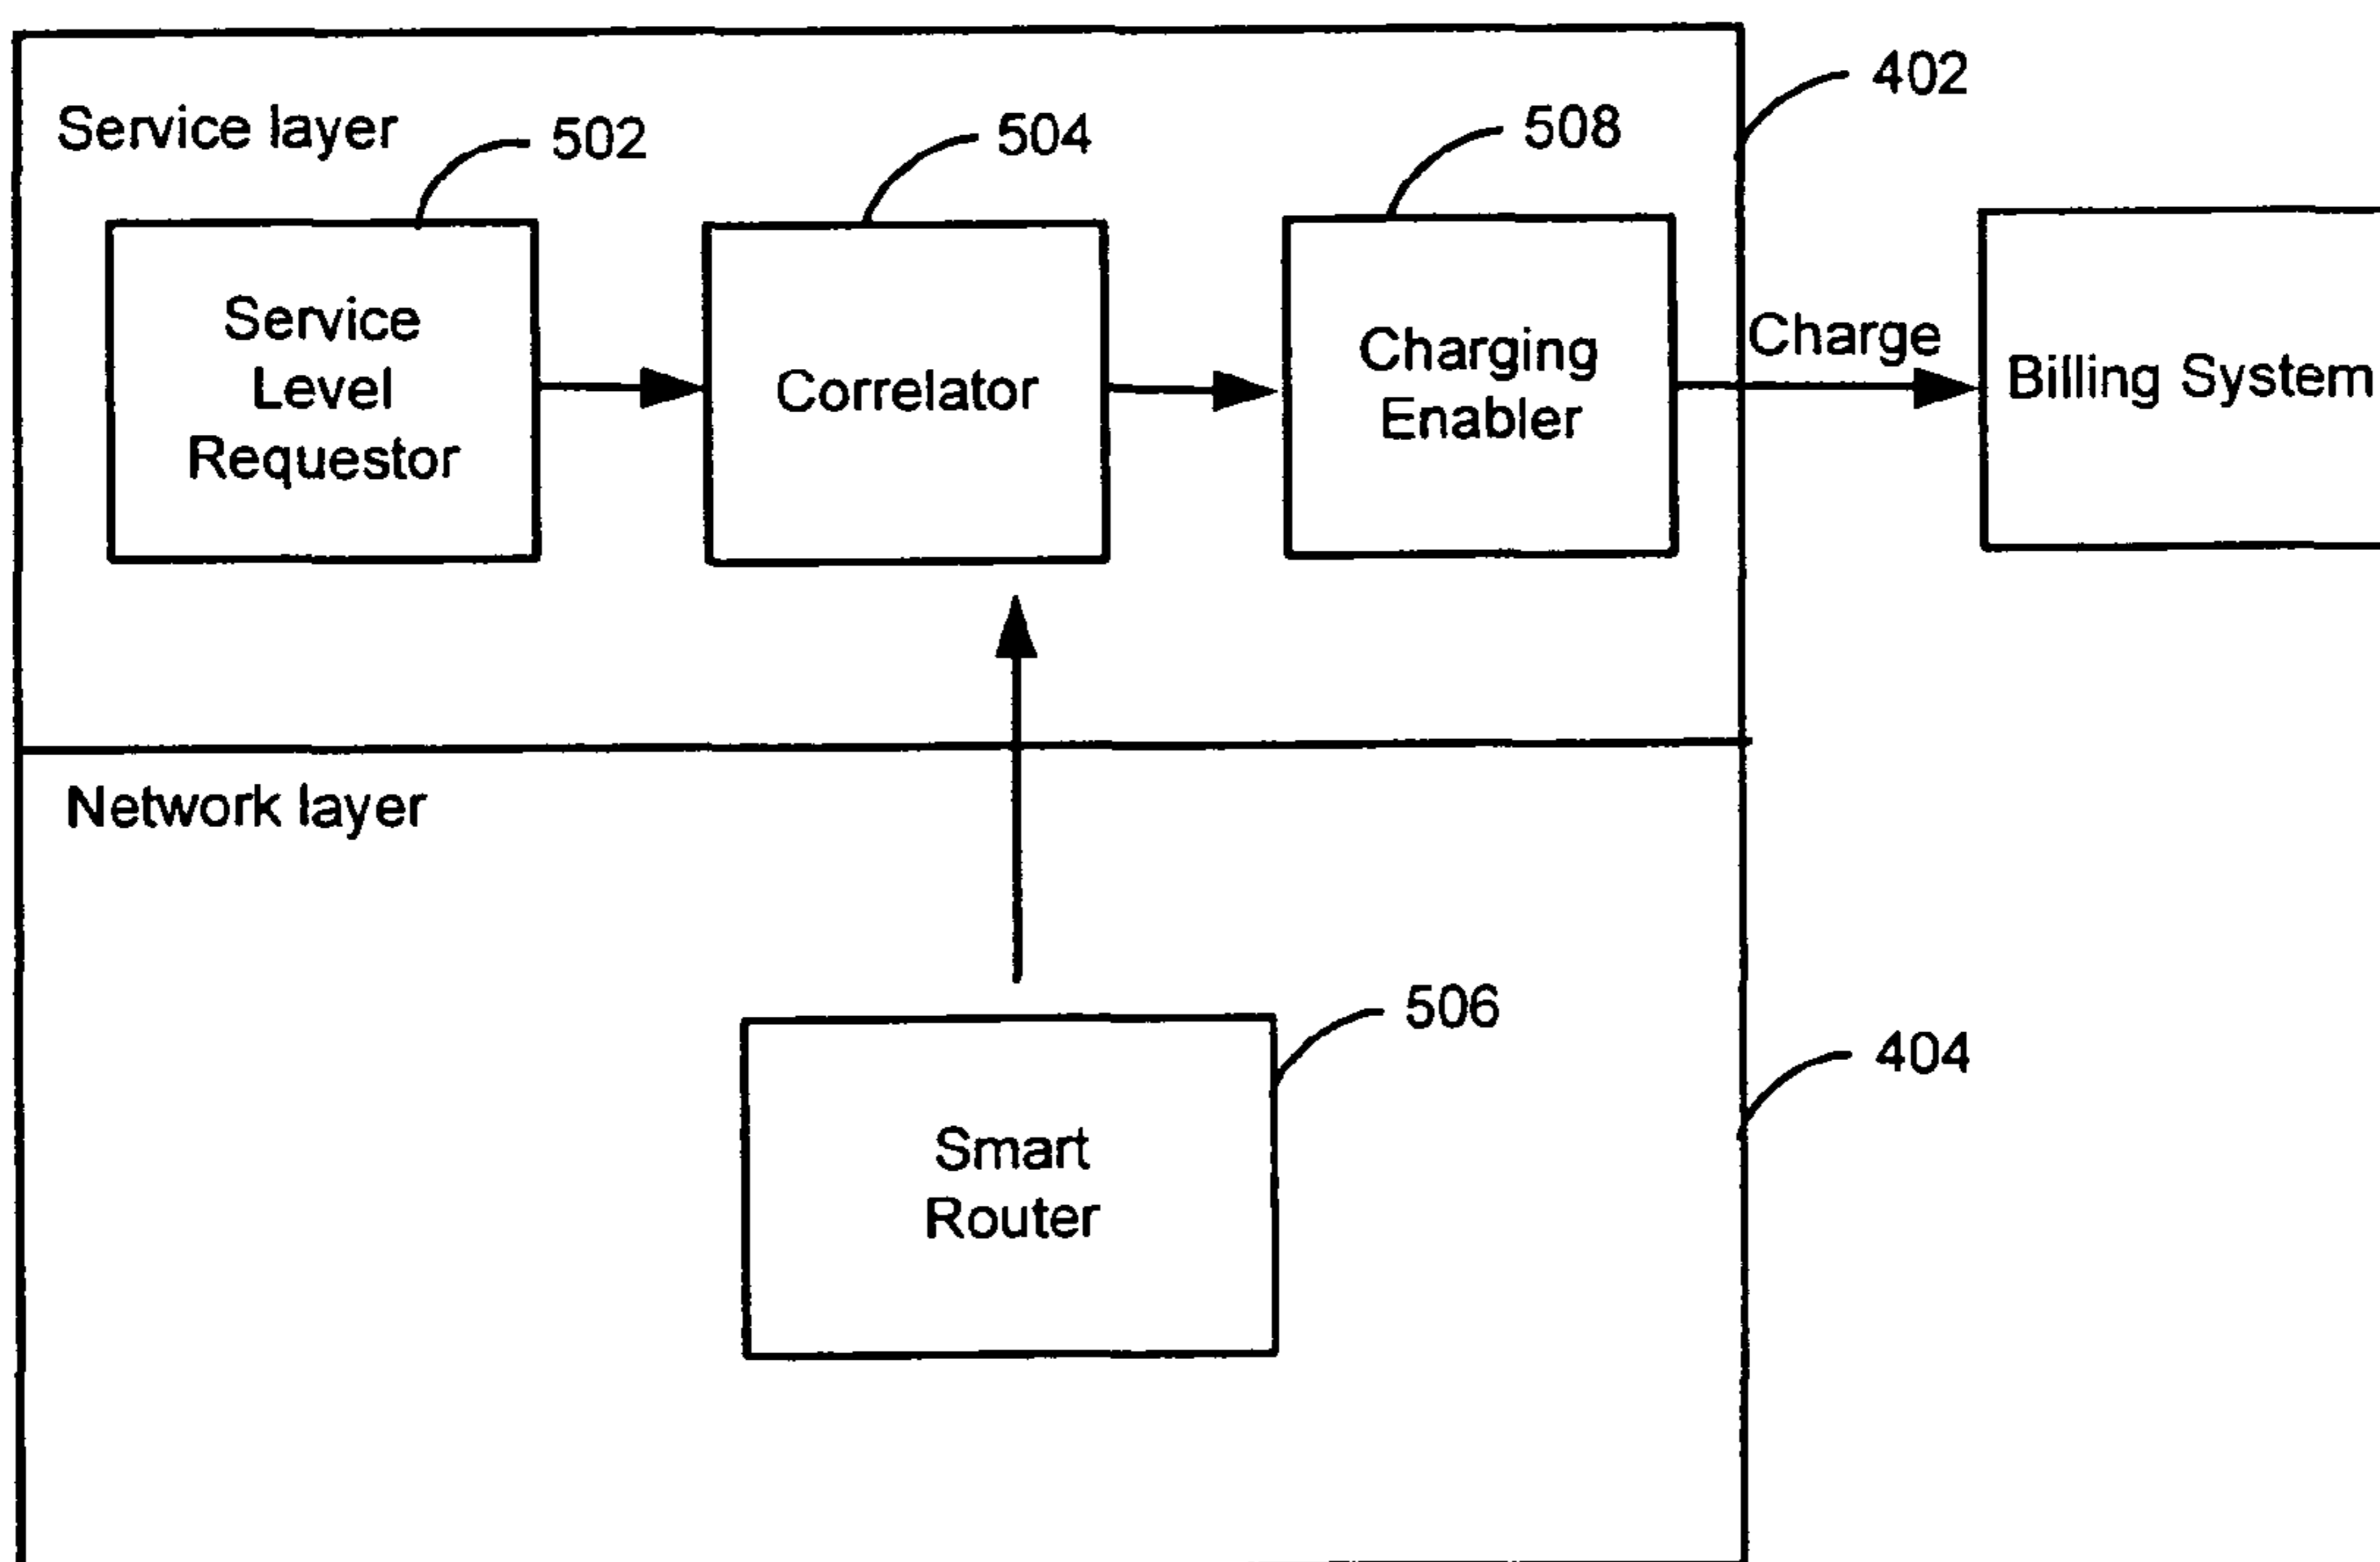 402
Service layer
502
504
508
Service
Level
Requestor
Correlator
Charging
Enabler
Charge
Billing System
Network layer
506
404
Smart
Router